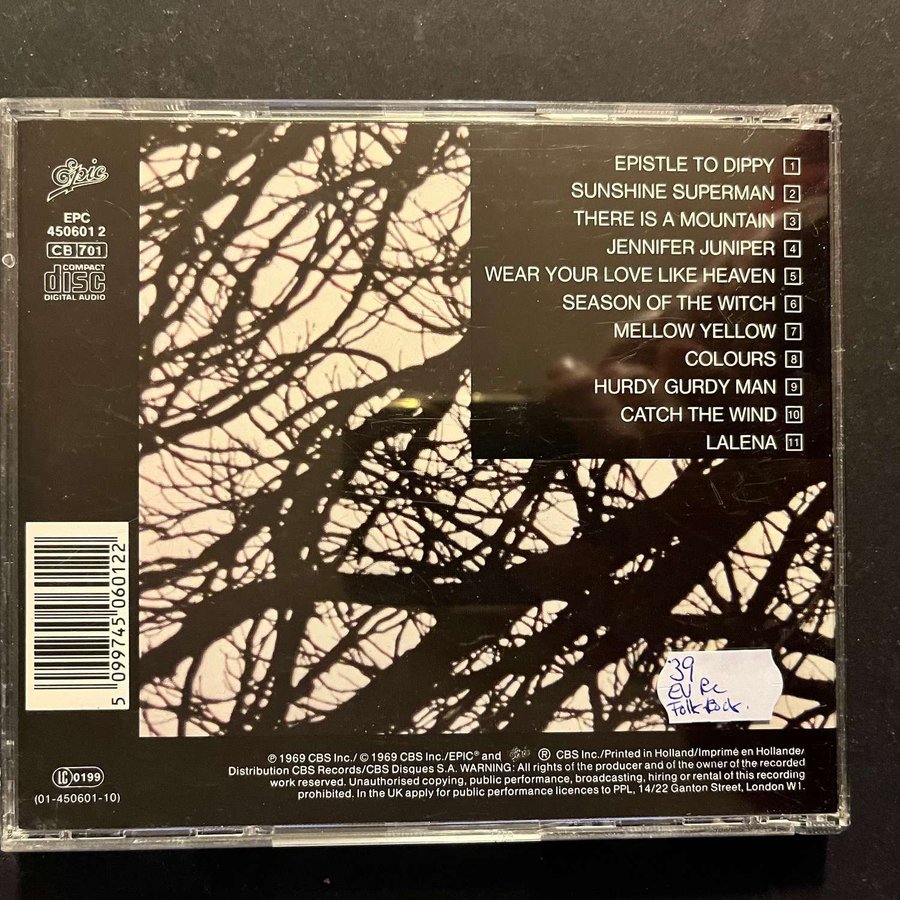 Epic
EPC
450601 2
CB 701
COMPACT
disc
DIGITAL AUDIO
EPISTLE TO DIPPY 1
SUNSHINE SUPERMAN 2
THERE IS A MOUNTAIN 3
JENNIFER JUNIPER 4
WEAR YOUR LOVE LIKE HEAVEN 5
SEASON OF THE WITCH 6
MELLOW YELLOW 7
COLOURS 8
HURDY GURDY MAN 9
CATCH THE WIND 10
LALENA 11
5 099745 060122
39
EU
Folk Rock.
℗ 1969 CBS Inc./ © 1969 CBS Inc./EPIC® and Epic ® CBS Inc./Printed in Holland/Imprimé en Hollande/
Distribution CBS Records/CBS Disques S.A. WARNING: All rights of the producer and of the owner of the recorded
work reserved. Unauthorised copying, public performance, broadcasting, hiring or rental of this recording
prohibited. In the UK apply for public performance licences to PPL, 14/22 Ganton Street, London W1.
LC 0199
(01-450601-10)